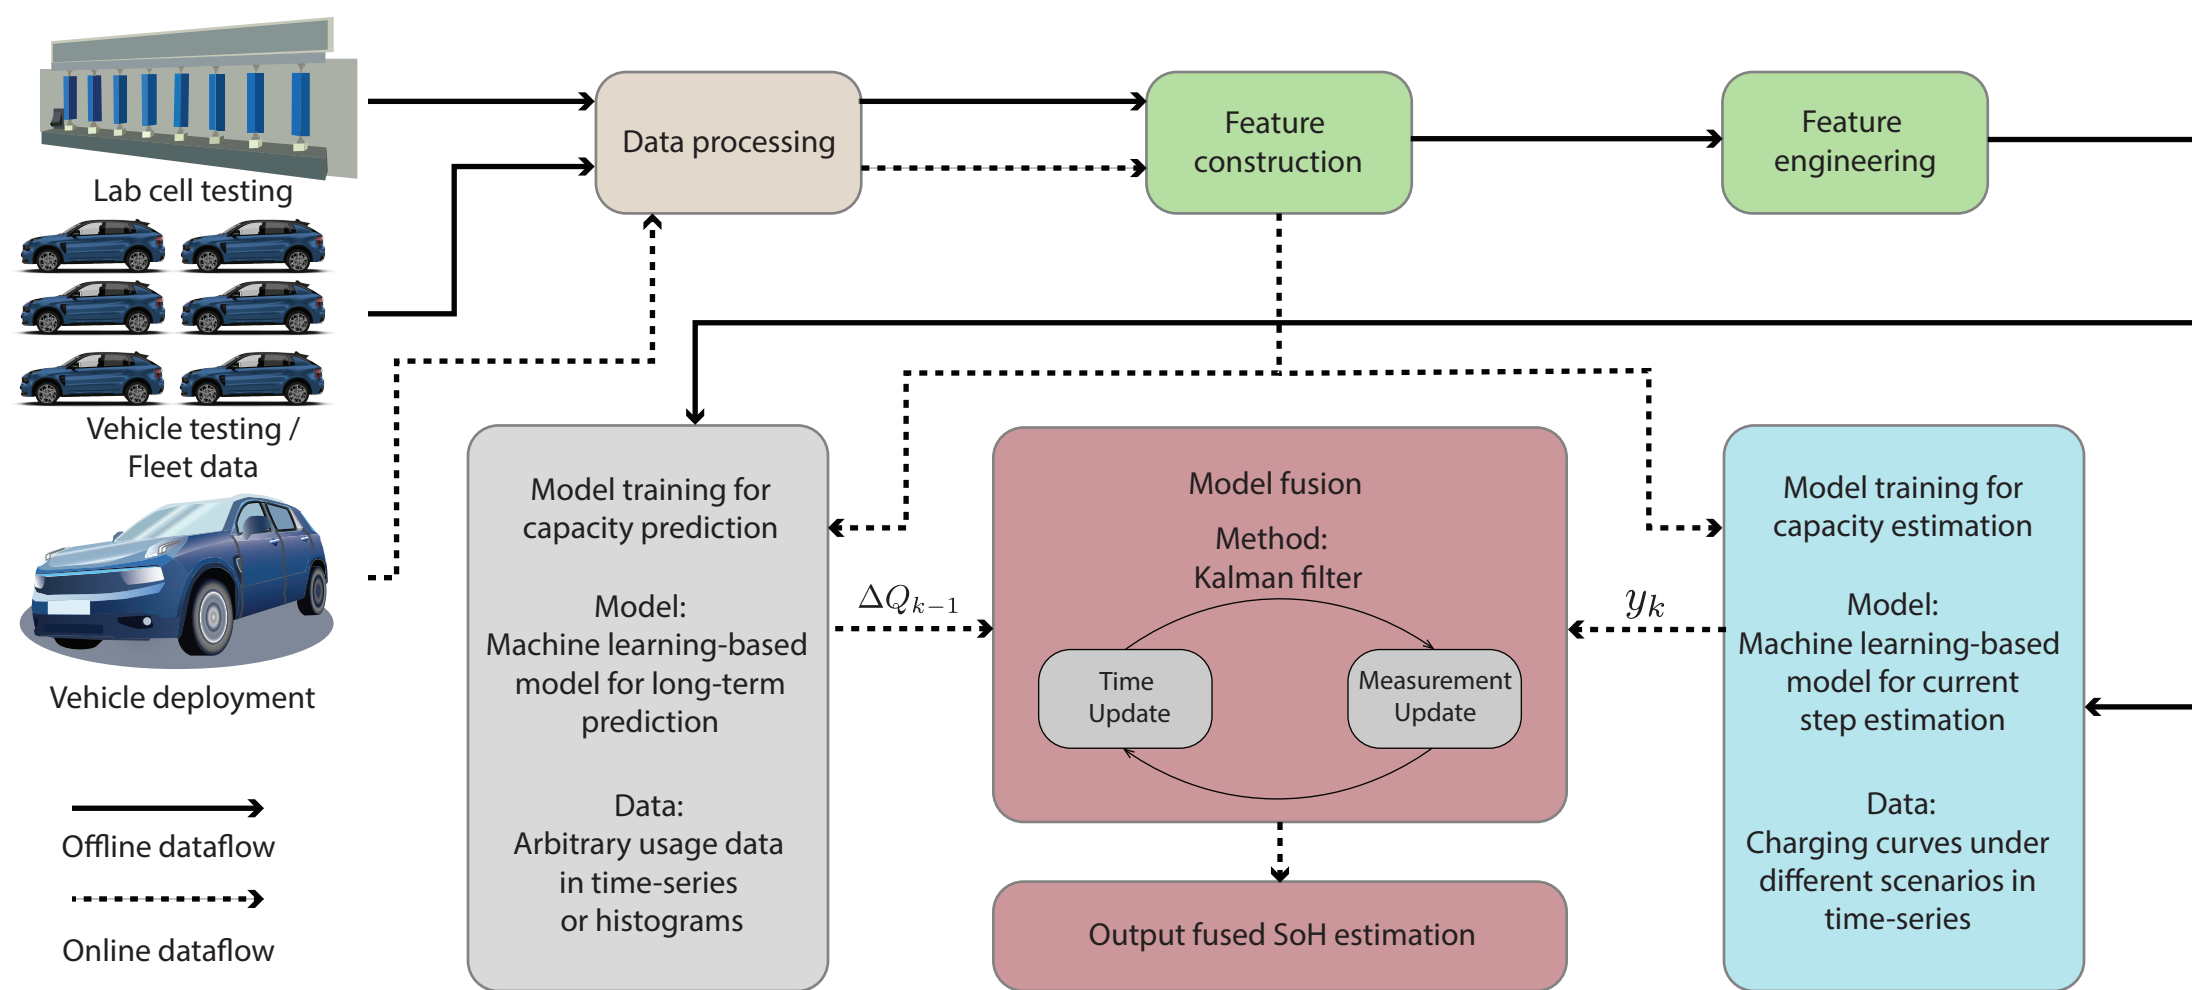 Lab cell testing
Vehicle testing /
Fleet data
Vehicle deployment
Offline dataflow
Online dataflow
Data processing
Feature
construction
Feature
engineering
Model training for
capacity prediction
Model:
Machine learning-based
model for long-term
prediction
Data:
Arbitrary usage data
in time-series
or histograms
ΔQₖ₋₁
Model fusion
Method:
Kalman filter
Time
Update
Measurement
Update
Output fused SoH estimation
yₖ
Model training for
capacity estimation
Model:
Machine learning-based
model for current
step estimation
Data:
Charging curves under
different scenarios in
time-series